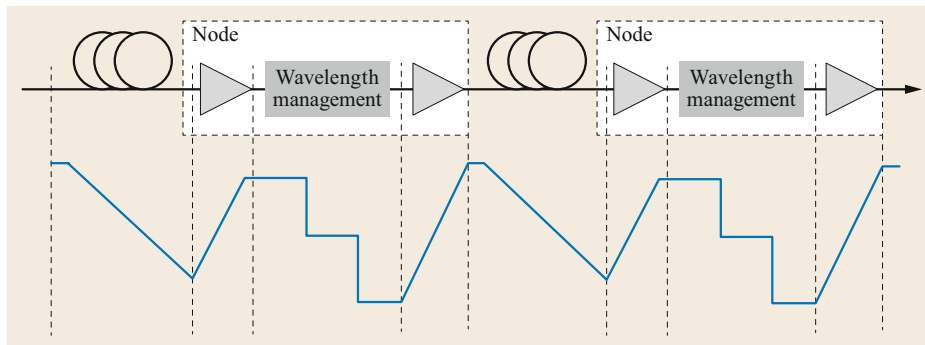 Node
Wavelength
management
Node
Wavelength
management